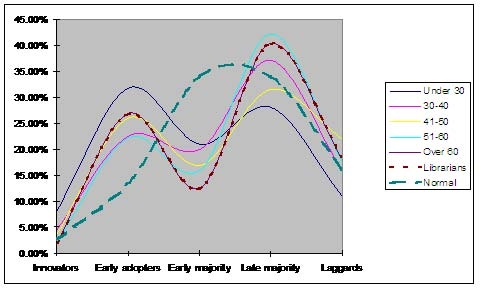 45.00%
40.00%
35.00%
30.00%
25.00%
20.00%
15.00%
10.00%
5.00%
0.00%
Innovators Early adopters Early majority Late majority Laggards
Under 30
30-40
41-50
51-60
Over 60
Librarians
Normal